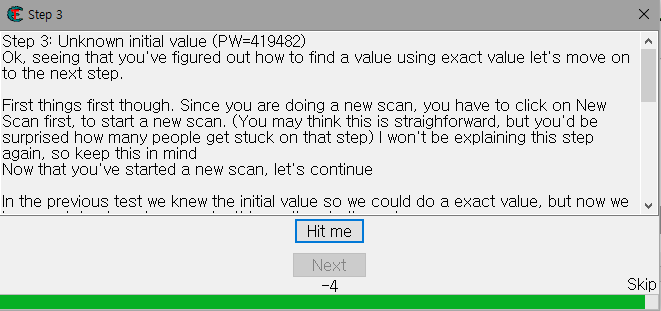 Step 3
Step 3: Unknown initial value (PW=419482)
Ok, seeing that you've figured out how to find a value using exact value let's move on
to the next step.
First things first though. Since you are doing a new scan, you have to click on New
Scan first, to start a new scan. (You may think this is straighforward, but you'd be
surprised how many people get stuck on that step) I won't be explaining this step
again, so keep this in mind
Now that you've started a new scan, let's continue
In the previous test we knew the initial value so we could do a exact value, but now we
Hit me
Next
-4
Skip